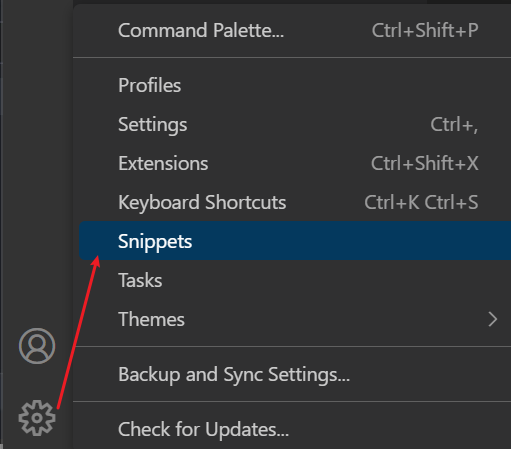 Command Palette... Ctrl+Shift+P
Profiles
Settings Ctrl+,
Extensions Ctrl+Shift+X
Keyboard Shortcuts Ctrl+K Ctrl+S
Snippets
Tasks
Themes
Backup and Sync Settings...
Check for Updates...